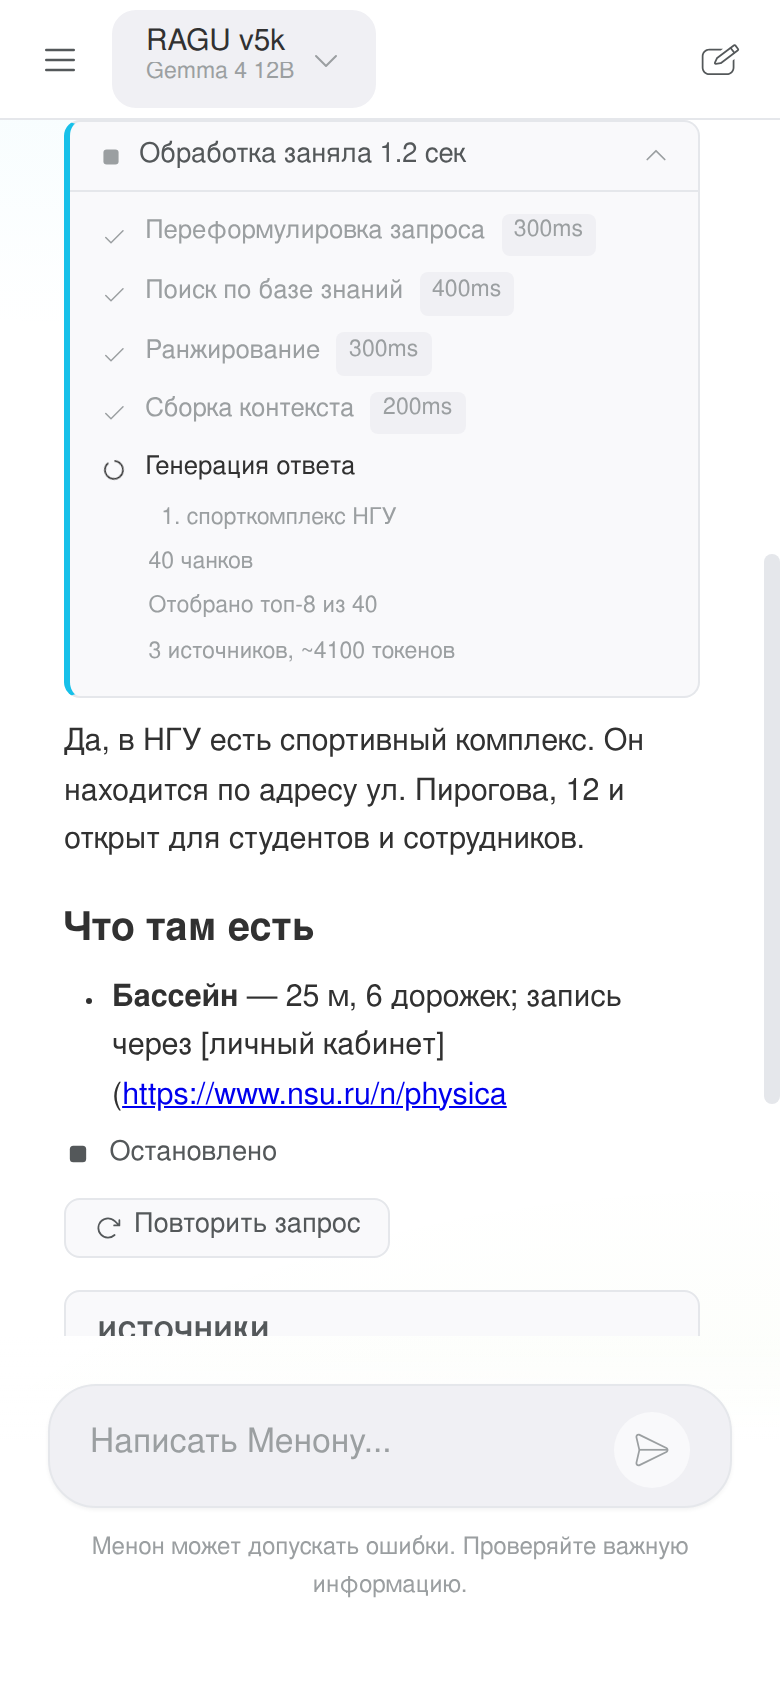 RAGU v5k
Gemma 4 12B
Обработка заняла 1.2 сек
Переформулировка запроса 300ms
Поиск по базе знаний 400ms
Ранжирование 300ms
Сборка контекста 200ms
Генерация ответа
1. спорткомплекс НГУ
40 чанков
Отобрано топ-8 из 40
3 источников, ~4100 токенов
Да, в НГУ есть спортивный комплекс. Он
находится по адресу ул. Пирогова, 12 и
открыт для студентов и сотрудников.
Что там есть
• Бассейн — 25 м, 6 дорожек; запись
через [личный кабинет]
(https://www.nsu.ru/n/physica
Остановлено
Повторить запрос
ИСТОЧНИКИ
Написать Менону...
Менон может допускать ошибки. Проверяйте важную
информацию.